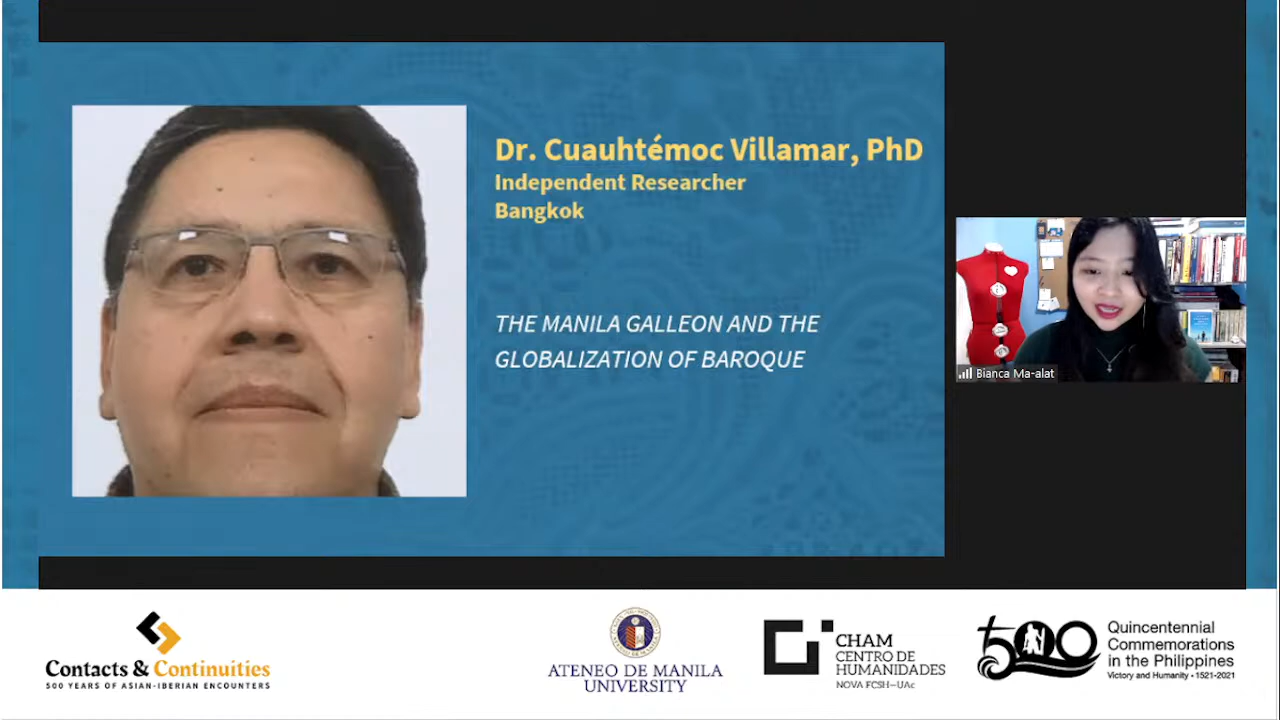 Dr. Cuauhtémoc Villamar, PhD
Independent Researcher
Bangkok
THE MANILA GALLEON AND THE
GLOBALIZATION OF BAROQUE
Bianca Ma-alat
Contacts & Continuities
500 YEARS OF ASIAN-IBERIAN ENCOUNTERS
ATENEO DE MANILA
UNIVERSITY
CHAM
CENTRO DE
HUMANIDADES
NOVA FCSH—UAc
500
Quincentennial
Commemorations
in the Philippines
Victory and Humanity • 1521-2021